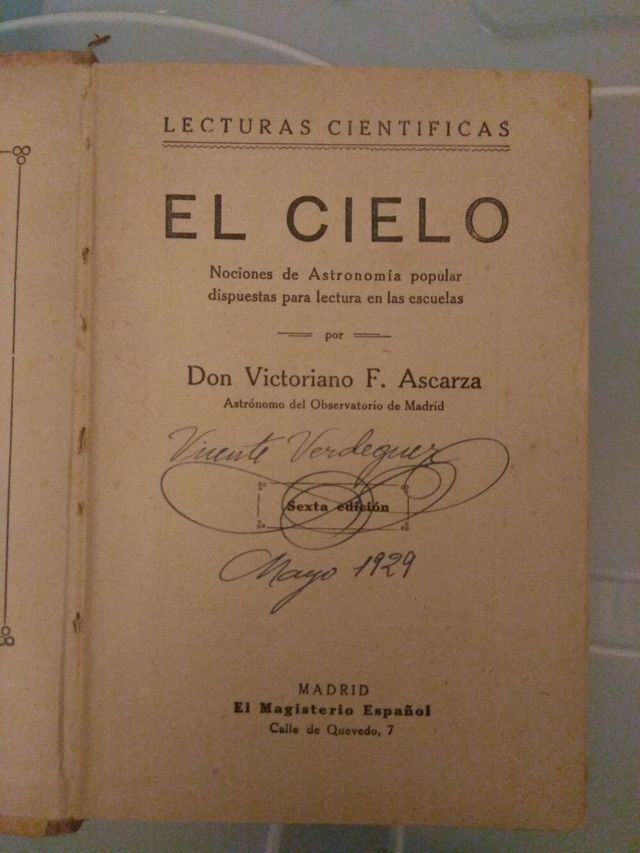 LECTURAS CIENTIFICAS
EL CIELO
Nociones de Astronomía popular
dispuestas para lectura en las escuelas
por
Don Victoriano F. Ascarza
Astrónomo del Observatorio de Madrid
Vicente Verdeguer
Sexta edición
Mayo 1929
MADRID
El Magisterio Español
Calle de Quevedo, 7